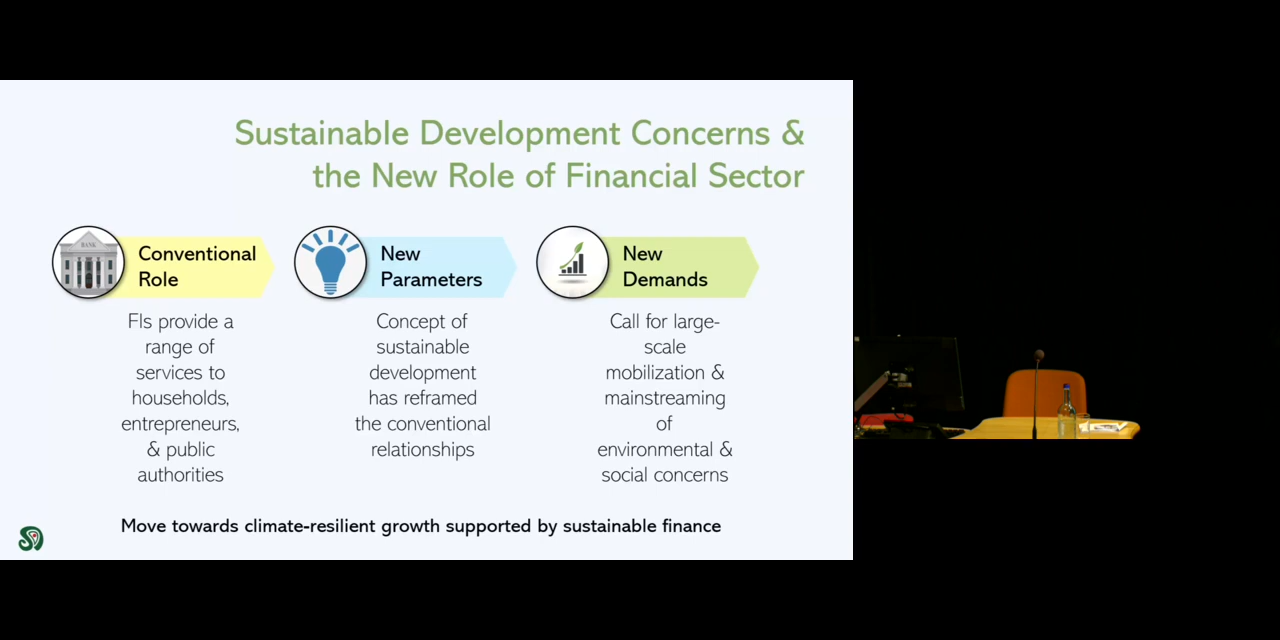 Sustainable Development Concerns &
the New Role of Financial Sector
BANK
Conventional
Role
FIs provide a
range of
services to
households,
entrepreneurs,
& public
authorities
New
Parameters
Concept of
sustainable
development
has reframed
the conventional
relationships
New
Demands
Call for large-
scale
mobilization &
mainstreaming
of
environmental &
social concerns
Move towards climate-resilient growth supported by sustainable finance